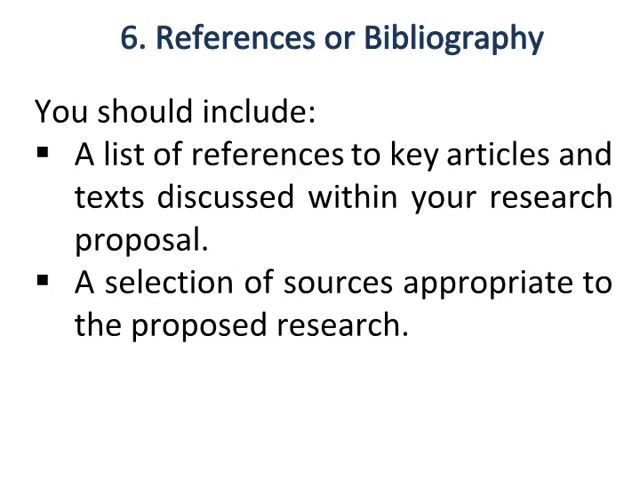 6. References or Bibliography
You should include:
▪ A list of references to key articles and
texts discussed within your research
proposal.
▪ A selection of sources appropriate to
the proposed research.